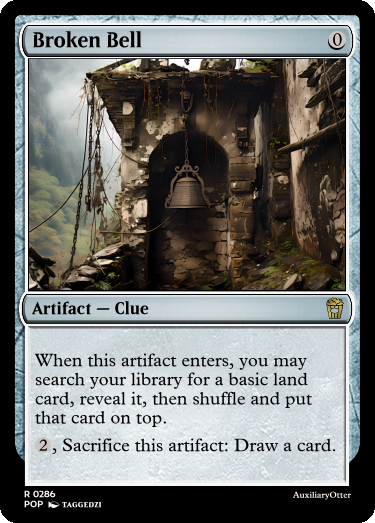 Broken Bell 0
Artifact — Clue
When this artifact enters, you may
search your library for a basic land
card, reveal it, then shuffle and put
that card on top.
2, Sacrifice this artifact: Draw a card.
R 0286
POP TAGGEDZI
AuxiliaryOtter